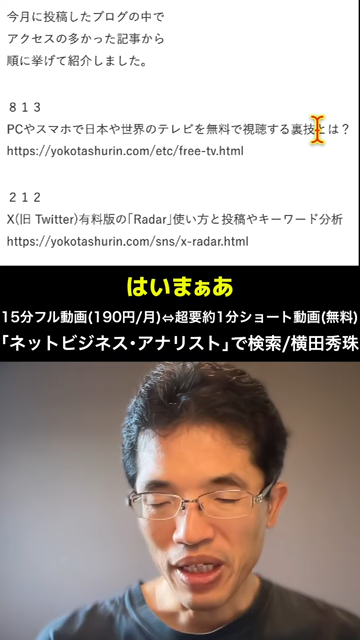 今月に投稿したブログの中で
アクセスの多かった記事から
順に挙げて紹介しました。
８１３
PCやスマホで日本や世界のテレビを無料で視聴する裏技とは？
https://yokotashurin.com/etc/free-tv.html
２１２
X(旧 Twitter)有料版の｢Radar｣使い方と投稿やキーワード分析
https://yokotashurin.com/sns/x-radar.html
はいまぁあ
15分フル動画(190円/月)⇔超要約1分ショート動画(無料)
｢ネットビジネス･アナリスト｣で検索/横田秀珠